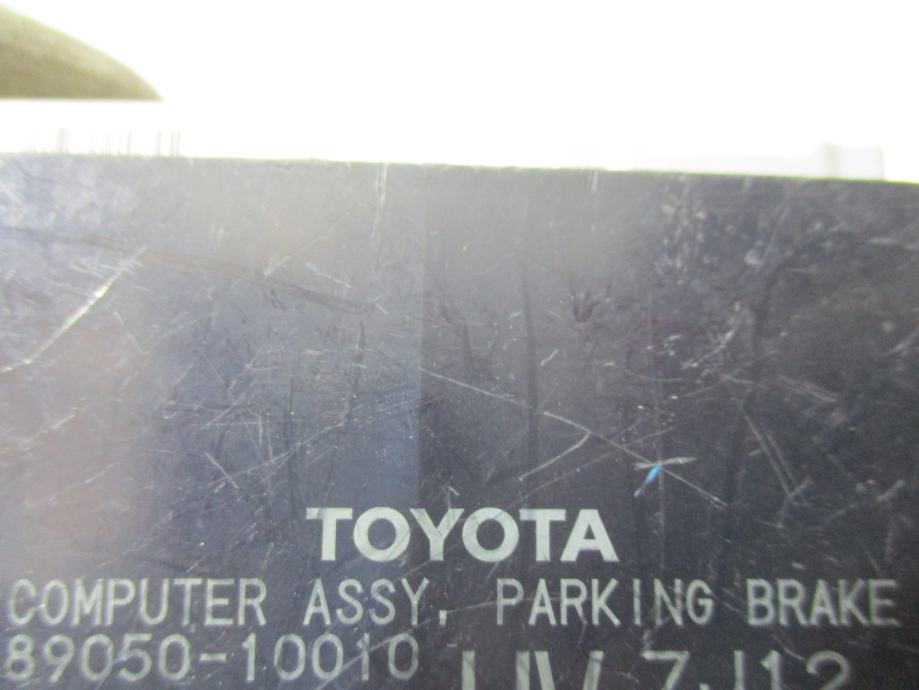 TOYOTA
COMPUTER ASSY, PARKING BRAKE
89050-10010